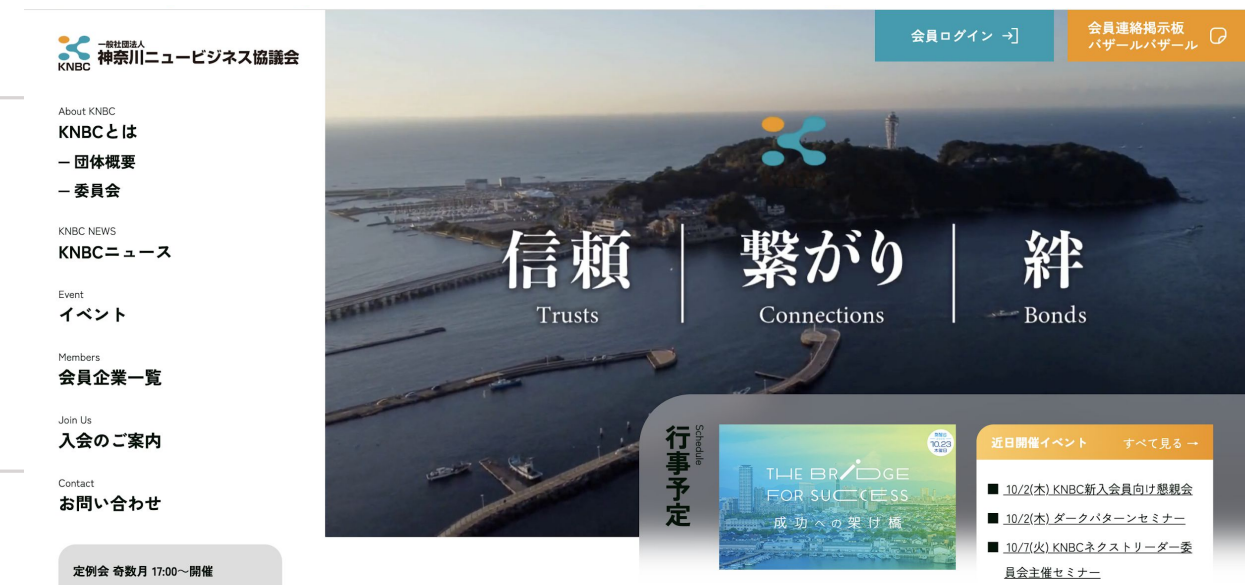 一般社団法人
神奈川ニュービジネス協議会
KNBC
About KNBC
KNBCとは
– 団体概要
– 委員会
KNBC NEWS
KNBCニュース
Event
イベント
Members
会員企業一覧
Join Us
入会のご案内
Contact
お問い合わせ
定例会 奇数月 17:00〜開催
会員ログイン
会員連絡掲示板
バザールバザール
信頼
Trusts
繋がり
Connections
絆
Bonds
行事予定
Schedule
開催日
10.23
木曜日
THE BRIDGE
FOR SUCCESS
成功への架け橋
近日開催イベント
すべて見る→
■ 10/2(木) KNBC新入会員向け懇親会
■ 10/2(木) ダークパターンセミナー
■ 10/7(火) KNBCネクストリーダー委
員会主催セミナー